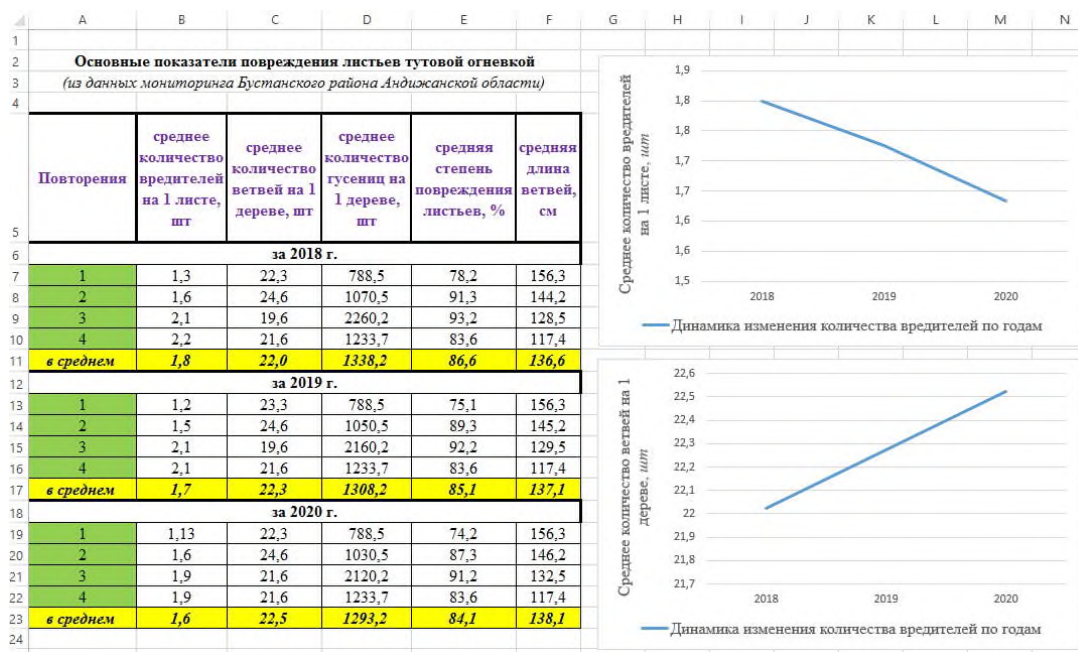 A B C D E F G H I J K L M N
1
2 Основные показатели повреждения листьев тутовой огневкой
3 (из данных мониторинга Бустанского района Андижанской области)
4
5 Повторения
среднее количество вредителей на 1 листе, шт
среднее количество ветвей на 1 дереве, шт
среднее количество гусениц на 1 дереве, шт
средняя степень повреждения листьев, %
средняя длина ветвей, см
6 за 2018 г.
7 1 1,3 22,3 788,5 78,2 156,3
8 2 1,6 24,6 1070,5 91,3 144,2
9 3 2,1 19,6 2260,2 93,2 128,5
10 4 2,2 21,6 1233,7 83,6 117,4
11 в среднем 1,8 22,0 1338,2 86,6 136,6
12 за 2019 г.
13 1 1,2 23,3 788,5 75,1 156,3
14 2 1,5 24,6 1050,5 89,3 145,2
15 3 2,1 19,6 2160,2 92,2 129,5
16 4 2,1 21,6 1233,7 83,6 117,4
17 в среднем 1,7 22,3 1308,2 85,1 137,1
18 за 2020 г.
19 1 1,13 22,3 788,5 74,2 156,3
20 2 1,6 24,6 1030,5 87,3 146,2
21 3 1,9 21,6 2120,2 91,2 132,5
22 4 1,9 21,6 1233,7 83,6 117,4
23 в среднем 1,6 22,5 1293,2 84,1 138,1
24
Среднее количество вредителей
на 1 листе, шт
1,9
1,8
1,8
1,7
1,7
1,6
1,6
1,5
2018 2019 2020
Динамика изменения количества вредителей по годам
Среднее количество ветвей на 1
дереве, шт
22,6
22,5
22,4
22,3
22,2
22,1
22
21,9
21,8
21,7
2018 2019 2020
Динамика изменения количества вредителей по годам